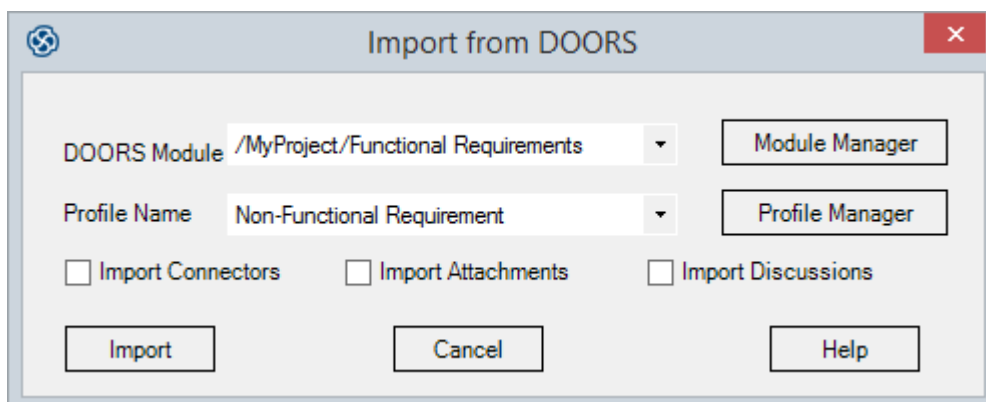 Import from DOORS
DOORS Module /MyProject/Functional Requirements Module Manager
Profile Name Non-Functional Requirement Profile Manager
Import Connectors Import Attachments Import Discussions
Import Cancel Help